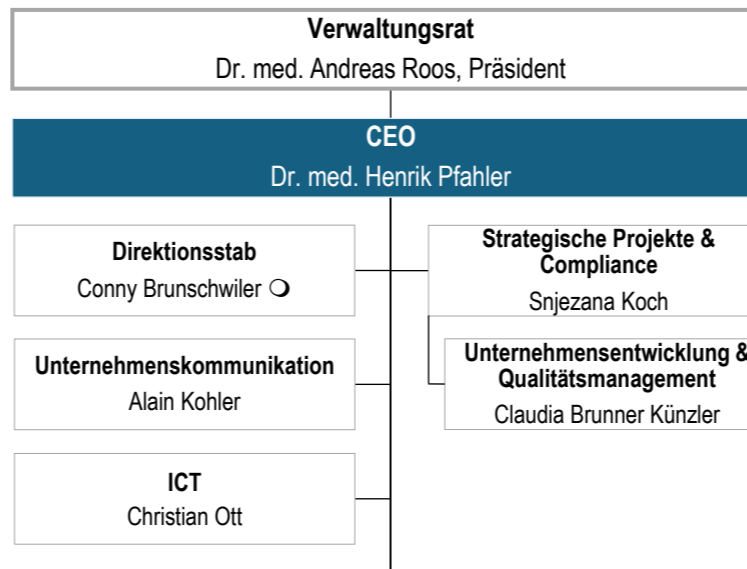 Verwaltungsrat
Dr. med. Andreas Roos, Präsident
CEO
Dr. med. Henrik Pfahler
Direktionsstab
Conny Brunschwiler
Strategische Projekte &
Compliance
Snjezana Koch
Unternehmenskommunikation
Alain Kohler
Unternehmensentwicklung &
Qualitätsmanagement
Claudia Brunner Künzler
ICT
Christian Ott